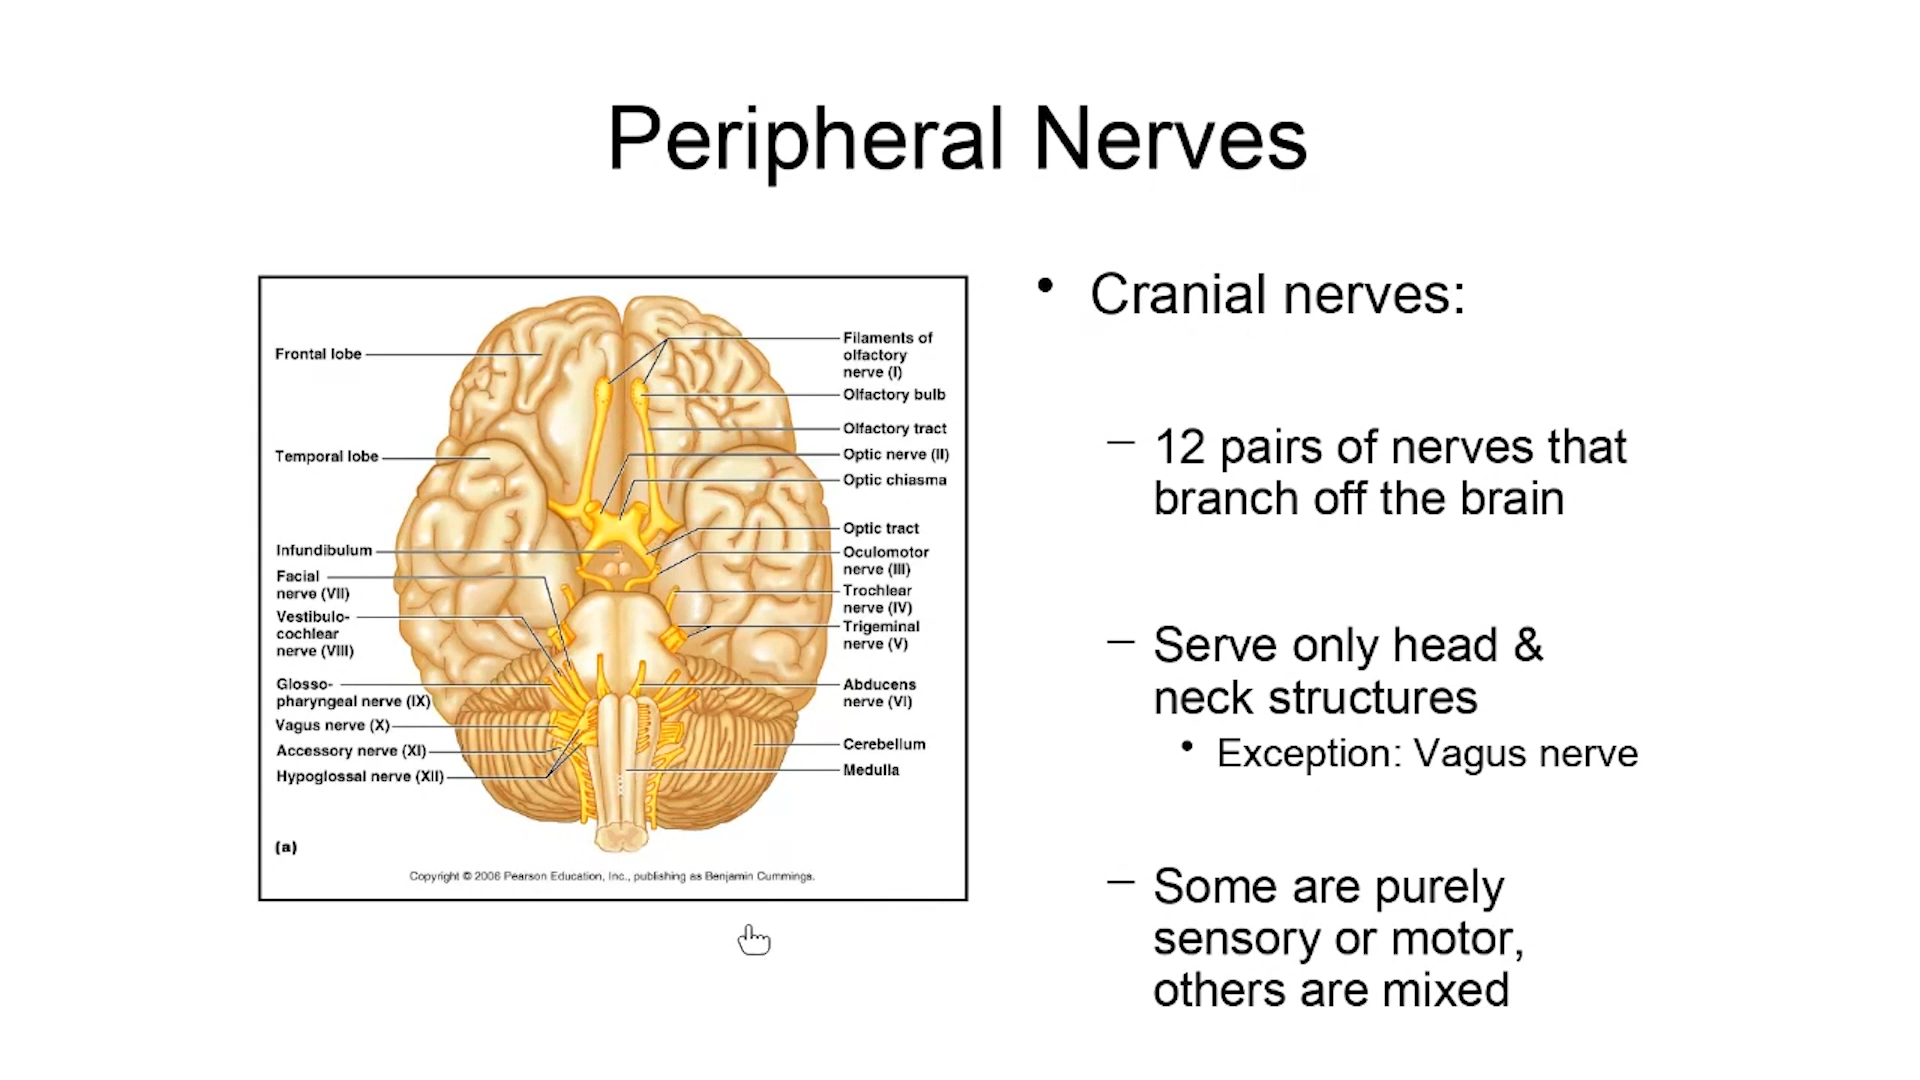 Peripheral Nerves
Frontal lobe
Temporal lobe
Infundibulum
Facial
nerve (VII)
Vestibulo-
cochlear
nerve (VIII)
Glosso-
pharyngeal nerve (IX)
Vagus nerve (X)
Accessory nerve (XI)
Hypoglossal nerve (XII)
Filaments of
olfactory
nerve (I)
Olfactory bulb
Olfactory tract
Optic nerve (II)
Optic chiasma
Optic tract
Oculomotor
nerve (III)
Trochlear
nerve (IV)
Trigeminal
nerve (V)
Abducens
nerve (VI)
Cerebellum
Medulla
(a)
Copyright © 2006 Pearson Education, Inc., publishing as Benjamin Cummings.
• Cranial nerves:
– 12 pairs of nerves that
branch off the brain
– Serve only head &
neck structures
• Exception: Vagus nerve
– Some are purely
sensory or motor,
others are mixed